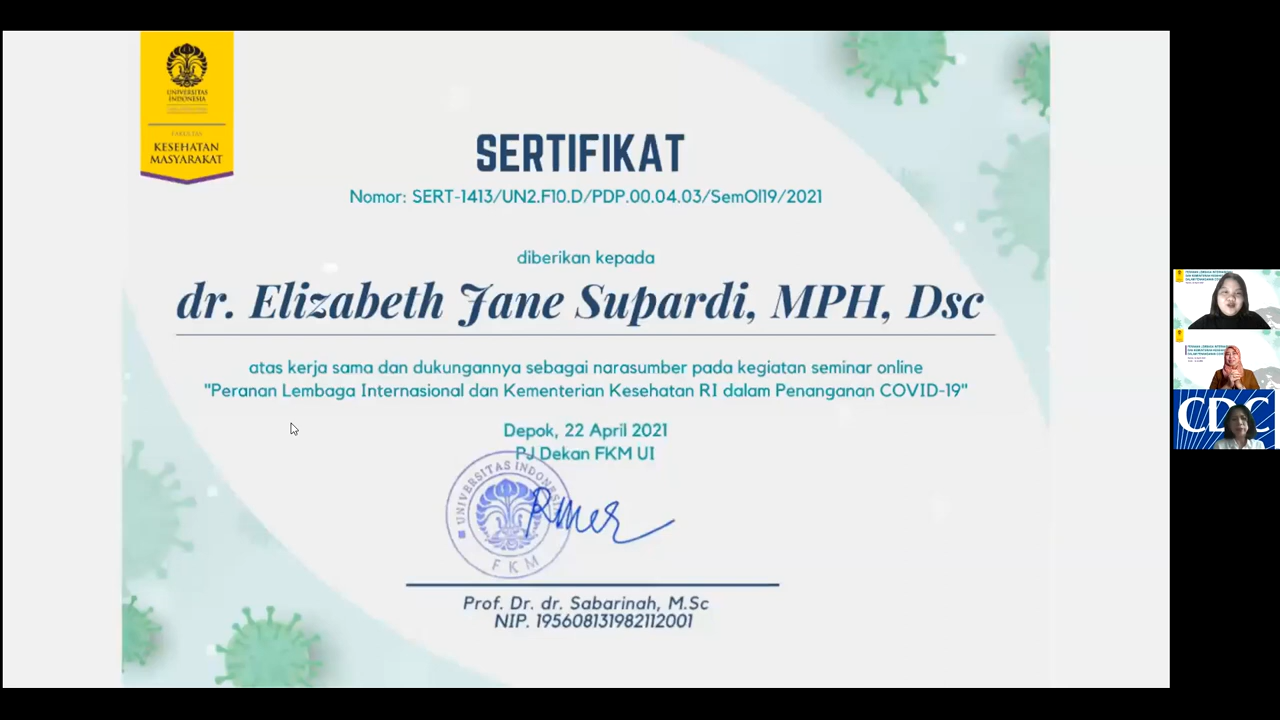 UNIVERSITAS
INDONESIA
FAKULTAS
KESEHATAN
MASYARAKAT
SERTIFIKAT
Nomor: SERT-1413/UN2.F10.D/PDP.00.04.03/SemOl19/2021
diberikan kepada
dr. Elizabeth Jane Supardi, MPH, Dsc
atas kerja sama dan dukungannya sebagai narasumber pada kegiatan seminar online
"Peranan Lembaga Internasional dan Kementerian Kesehatan RI dalam Penanganan COVID-19"
Depok, 22 April 2021
PJ Dekan FKM UI
UNIVERSITAS INDONESIA
FKM
Prof. Dr. dr. Sabarinah, M.Sc
NIP. 195608131982112001
CDC